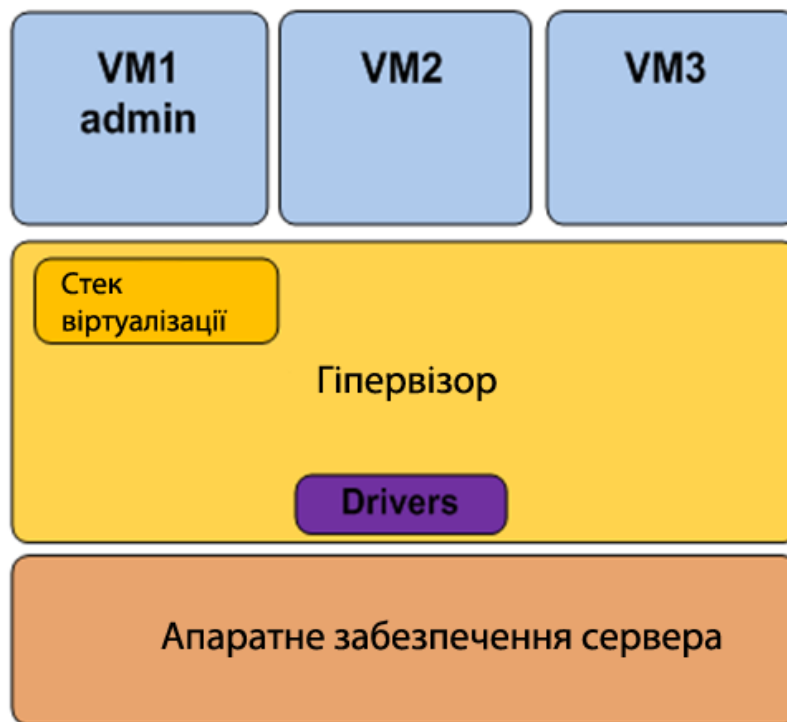 VM1
admin
VM2
VM3
Стек
віртуалізації
Гіпервізор
Drivers
Апаратне забезпечення сервера